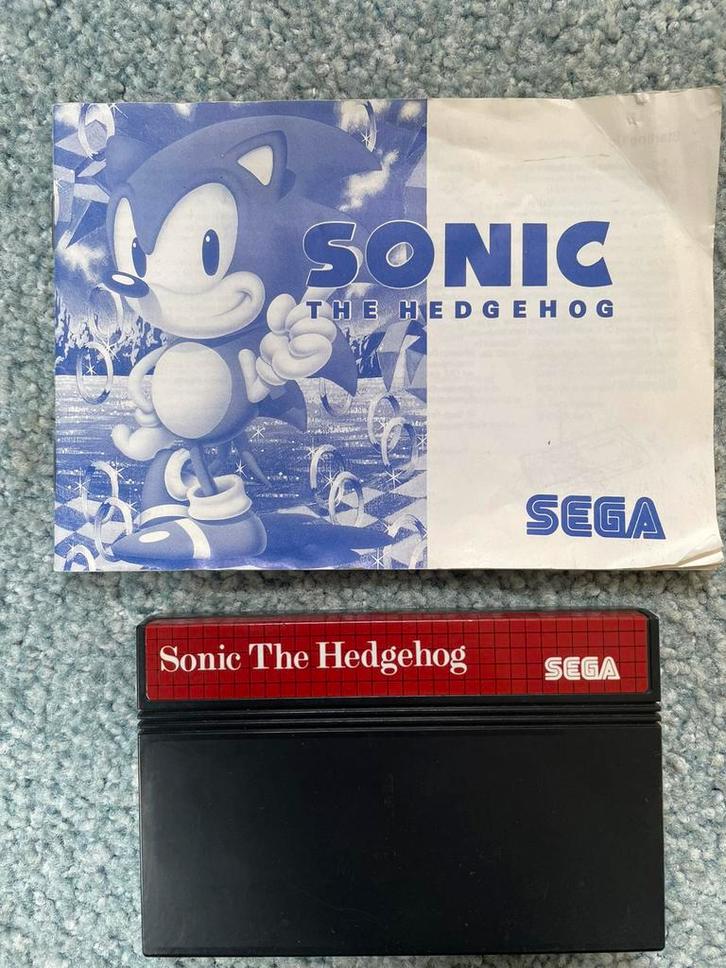 SONIC
THE HEDGEHOG
SEGA
Sonic The Hedgehog
SEGA